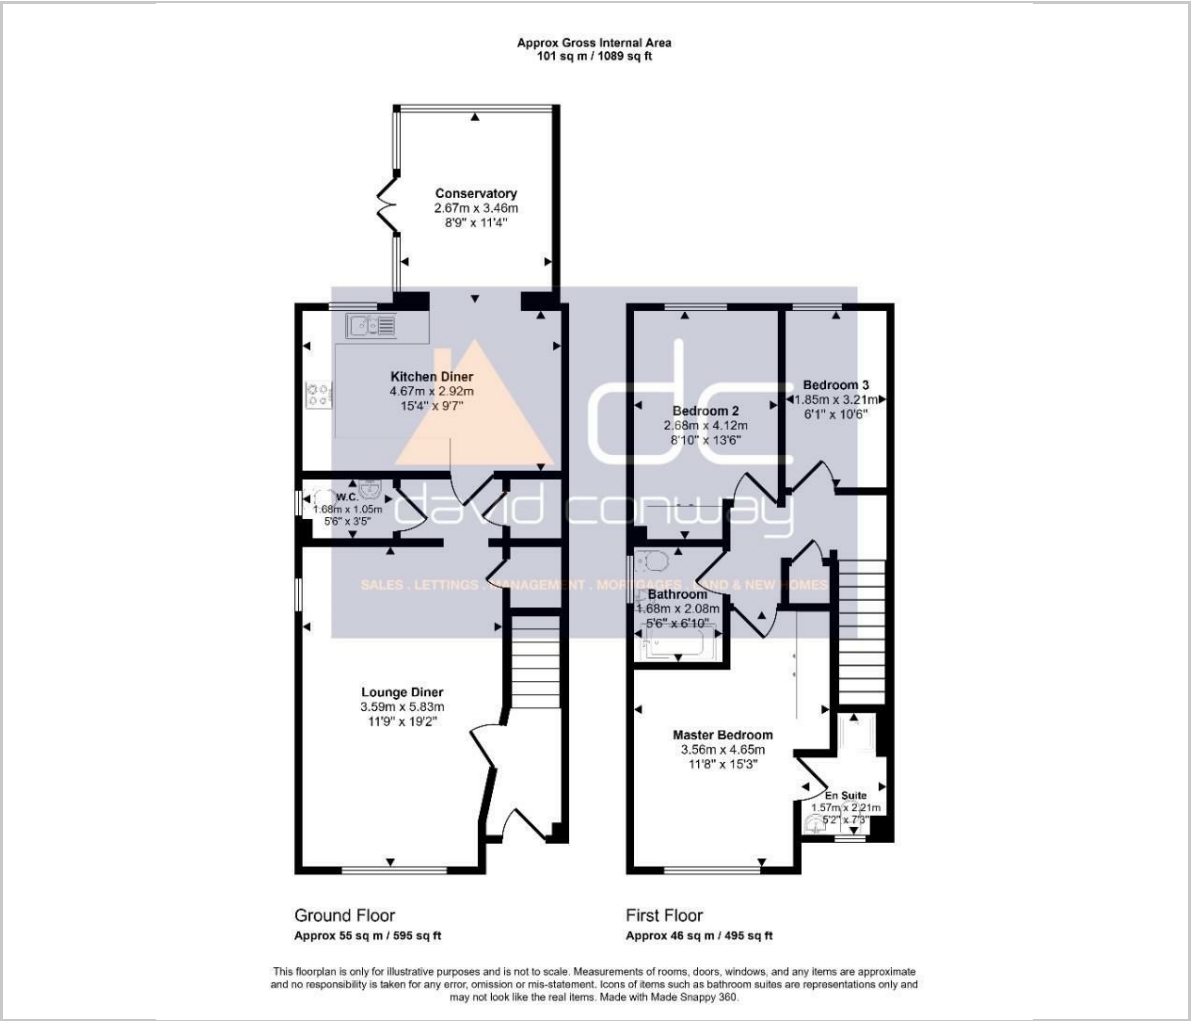 Approx Gross Internal Area
101 sq m / 1089 sq ft
Conservatory
2.67m x 3.46m
8'9" x 11'4"
Kitchen Diner
4.67m x 2.92m
15'4" x 9'7"
W.C.
1.68m x 1.05m
5'6" x 3'5"
Lounge Diner
3.59m x 5.83m
11'9" x 19'2"
Bedroom 2
2.68m x 4.12m
8'10" x 13'6"
Bedroom 3
1.85m x 3.21m
6'1" x 10'6"
Bathroom
1.68m x 2.08m
5'6" x 6'10"
Master Bedroom
3.56m x 4.65m
11'8" x 15'3"
En Suite
1.57m x 2.21m
5'2" x 7'3"
dc
david conway
SALES . LETTINGS . MANAGEMENT . MORTGAGES . LAND & NEW HOMES
Ground Floor
Approx 55 sq m / 595 sq ft
First Floor
Approx 46 sq m / 495 sq ft
This floorplan is only for illustrative purposes and is not to scale. Measurements of rooms, doors, windows, and any items are approximate
and no responsibility is taken for any error, omission or mis-statement. Icons of items such as bathroom suites are representations only and
may not look like the real items. Made with Made Snappy 360.